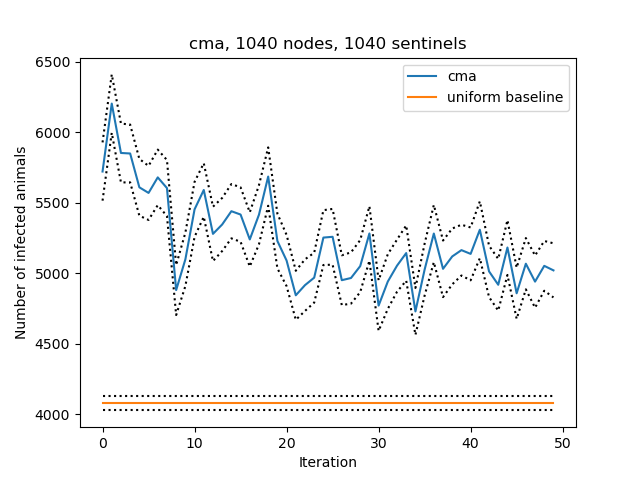 cma, 1040 nodes, 1040 sentinels
cma
uniform baseline
Number of infected animals
6500
6000
5500
5000
4500
4000
0 10 20 30 40 50
Iteration